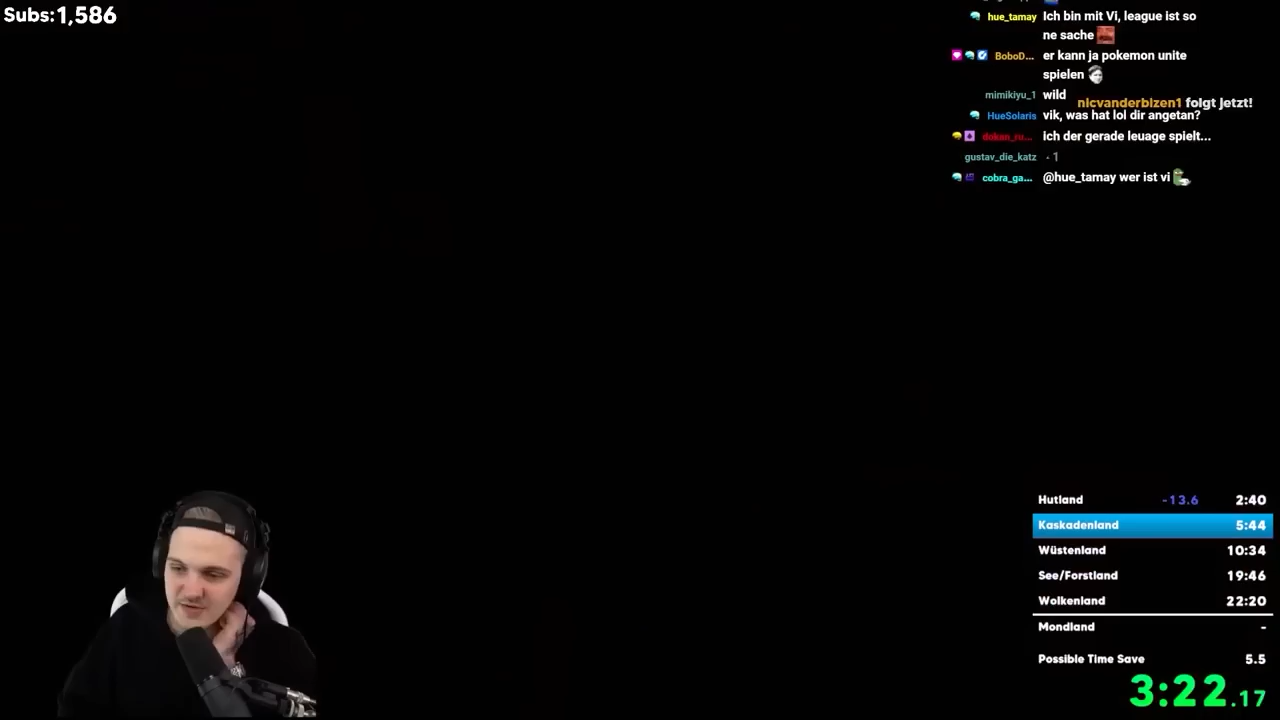 Subs:1,586
hue_tamay Ich bin mit Vi, league ist so
ne sache
BoboD... er kann ja pokemon unite
spielen
mimikiyu_1 wild
nicvanderbizen1 folgt jetzt!
HueSolaris vik, was hat lol dir angetan?
dokan_ru... ich der gerade leuage spielt...
gustav_die_katz - 1
cobra_ga... @hue_tamay wer ist vi
Hutland -13.6 2:40
Kaskadenland 5:44
Wüstenland 10:34
See/Forstland 19:46
Wolkenland 22:20
Mondland -
Possible Time Save 5.5
3:22.17